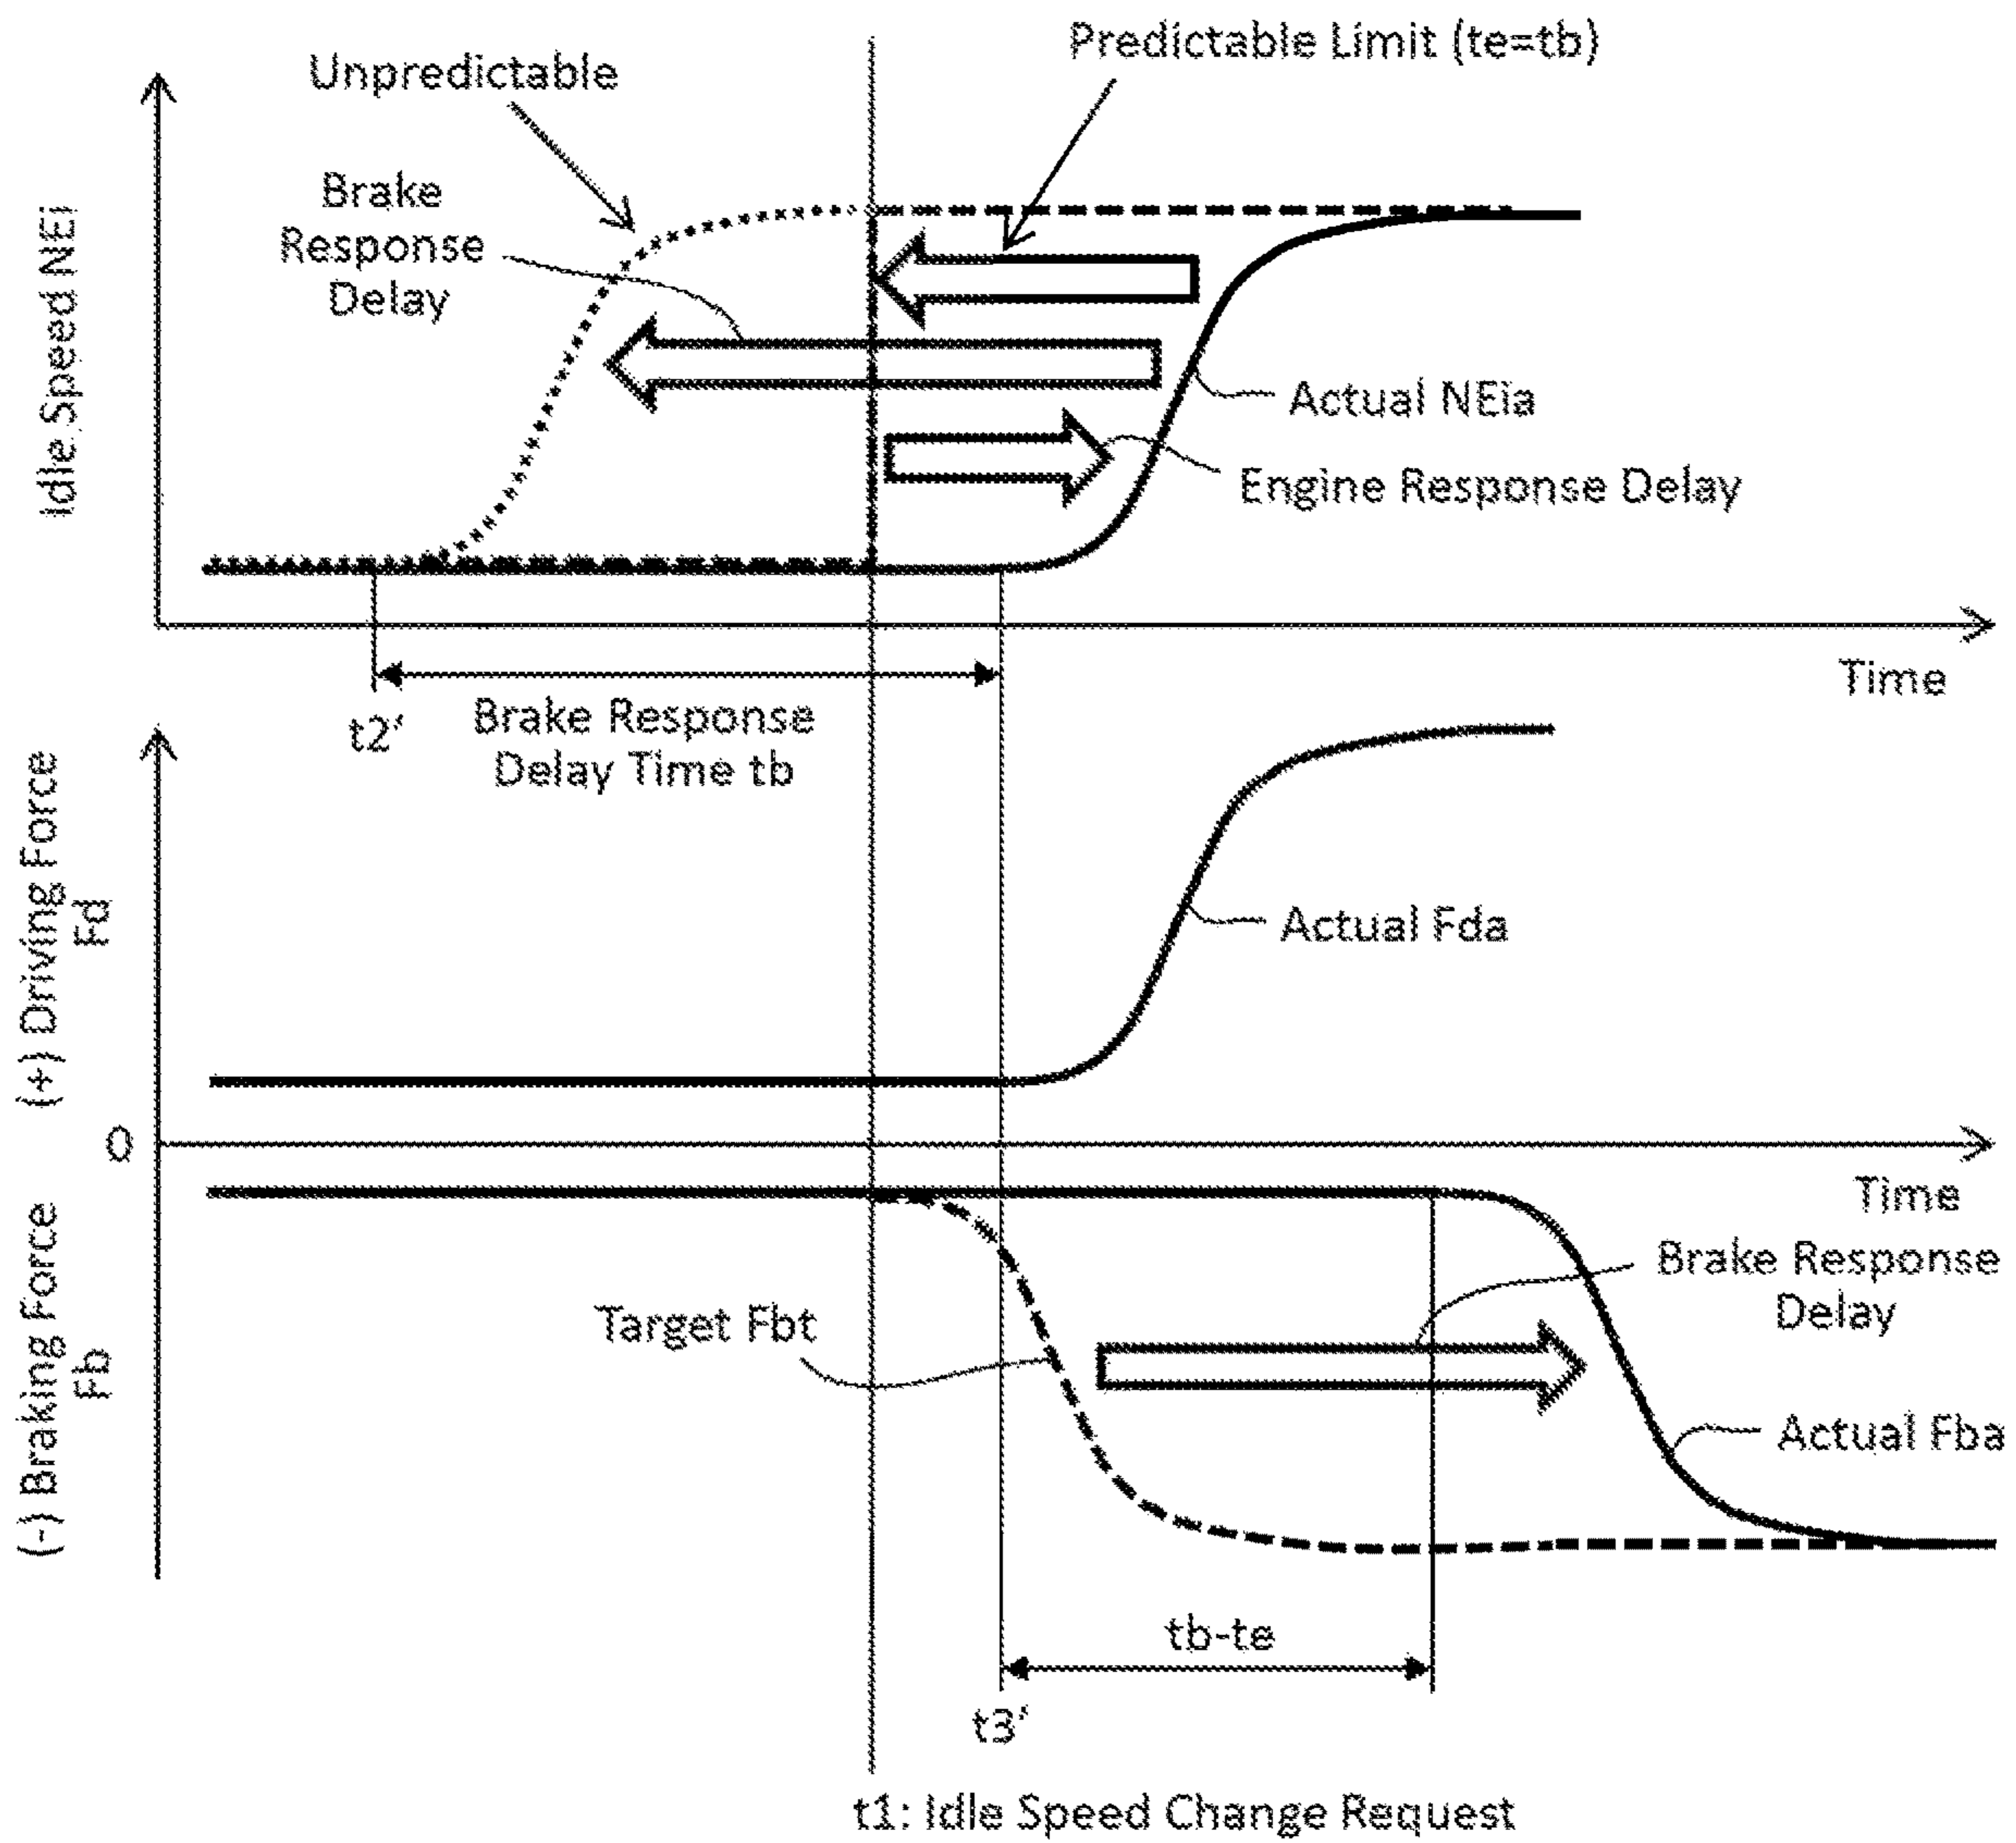 Predictable Limit (te=tb)
Unpredictable
Brake
Response
Delay
Idle Speed NEi
Actual NEia
Engine Response Delay
Time
t2'
Brake Response
Delay Time tb
(+) Driving Force
Fd
Actual Fda
0
Time
(-) Braking Force
Fb
Brake Response
Delay
Target Fbt
Actual Fba
tb-te
t3'
t1: Idle Speed Change Request